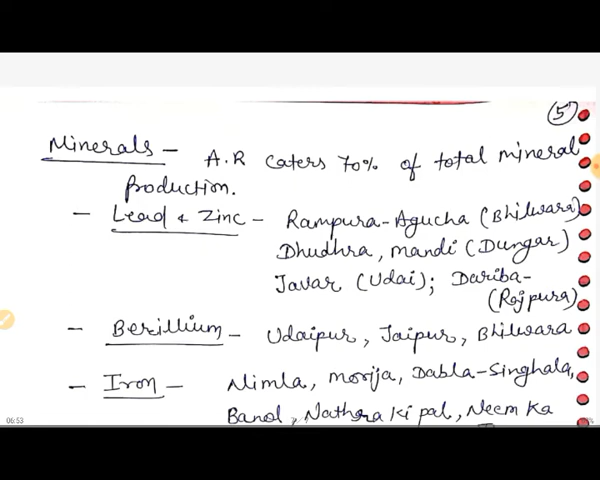 5
Minerals - A.R caters 70% of total mineral
production.
- Lead & Zinc - Rampura-Agucha (Bhilwara)
Dhudhra, mandi (Dungar)
Javar (Udai); Dariba-
(Rajpura)
- Berillium - Udaipur, Jaipur, Bhilwara
- Iron - Nimla, morija, Dabla-Singhala,
Banol, Nathra ki pal, Neem Ka
06:53